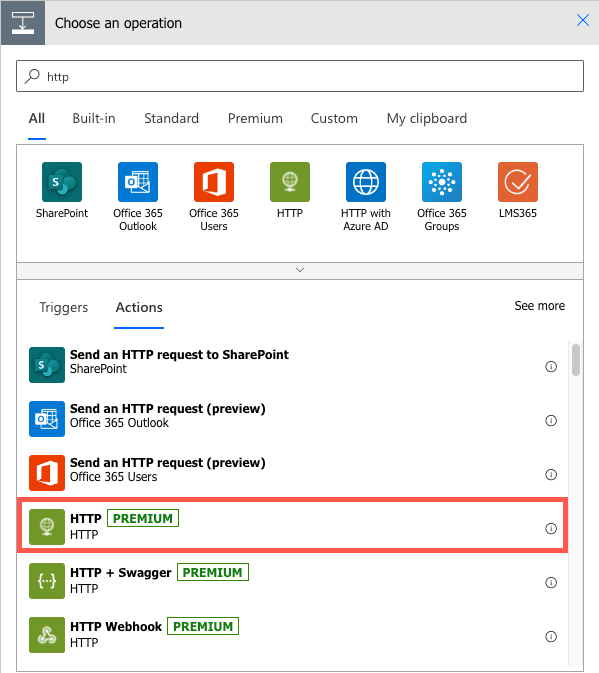 Choose an operation
http
All Built-in Standard Premium Custom My clipboard
SharePoint Office 365 Office 365 HTTP HTTP with Office 365 LMS365
Outlook Users Azure AD Groups
Triggers Actions See more
Send an HTTP request to SharePoint
SharePoint
Send an HTTP request (preview)
Office 365 Outlook
Send an HTTP request (preview)
Office 365 Users
HTTP PREMIUM
HTTP
HTTP + Swagger PREMIUM
HTTP
HTTP Webhook PREMIUM
HTTP